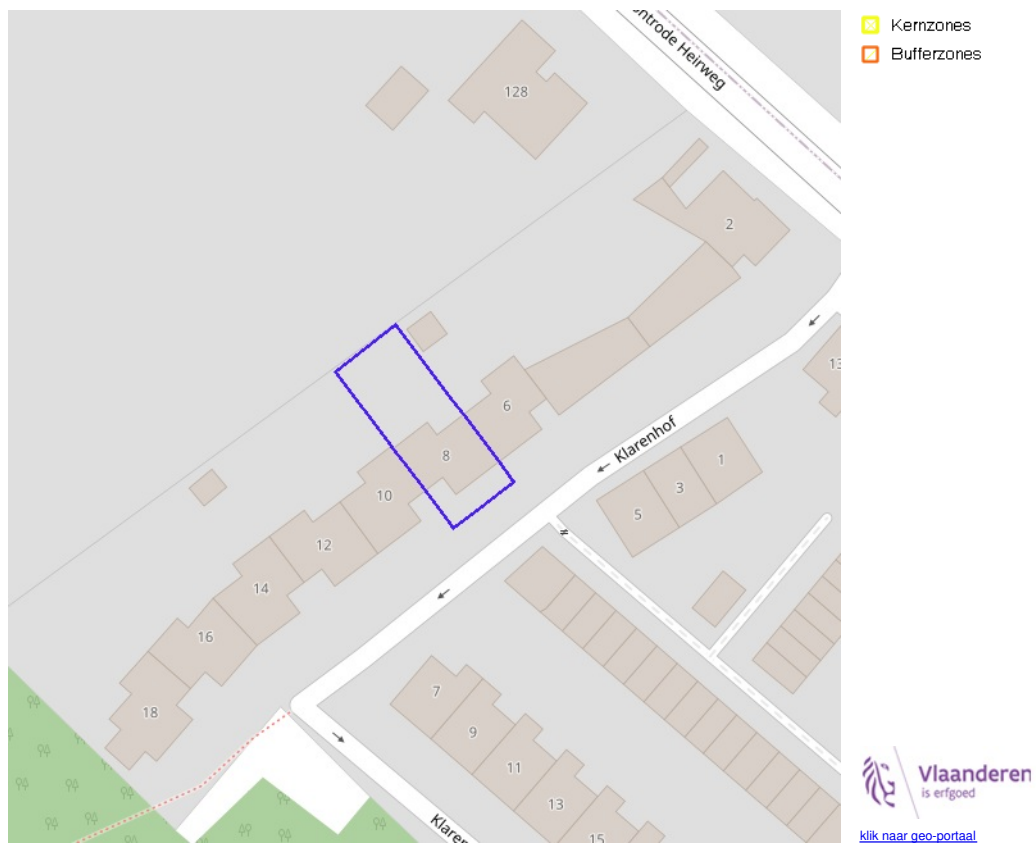 ntrode Heirweg
128
2
6
8
10
12
14
16
18
Klarenhof
1
3
5
13
7
9
11
13
15
Klaren
Kernzones
Bufferzones
Vlaanderen
is erfgoed
klik naar geo-portaal